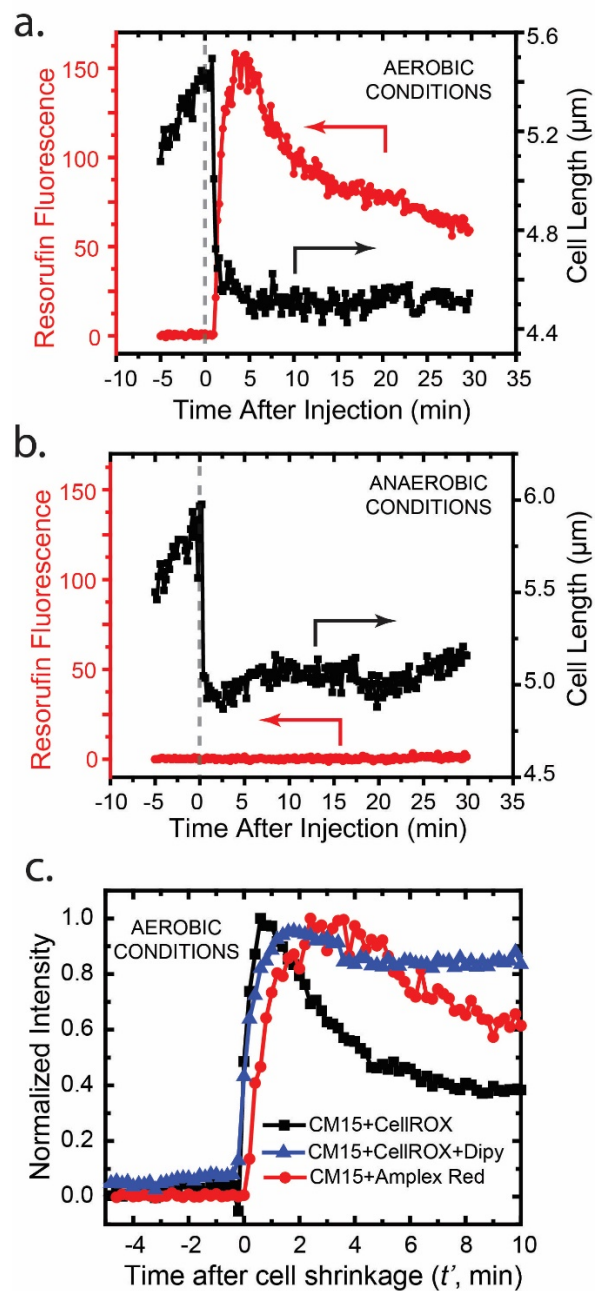 a.
AEROBIC
CONDITIONS
Resorufin Fluorescence
150
100
50
0
Cell Length (µm)
5.6
5.2
4.8
4.4
-10 -5 0 5 10 15 20 25 30 35
Time After Injection (min)
b.
ANAEROBIC
CONDITIONS
Resorufin Fluorescence
150
100
50
0
Cell Length (µm)
6.0
5.5
5.0
4.5
-10 -5 0 5 10 15 20 25 30 35
Time After Injection (min)
c.
AEROBIC
CONDITIONS
Normalized Intensity
1.0
0.8
0.6
0.4
0.2
0.0
CM15+CellROX
CM15+CellROX+Dipy
CM15+Amplex Red
-4 -2 0 2 4 6 8 10
Time after cell shrinkage (t', min)